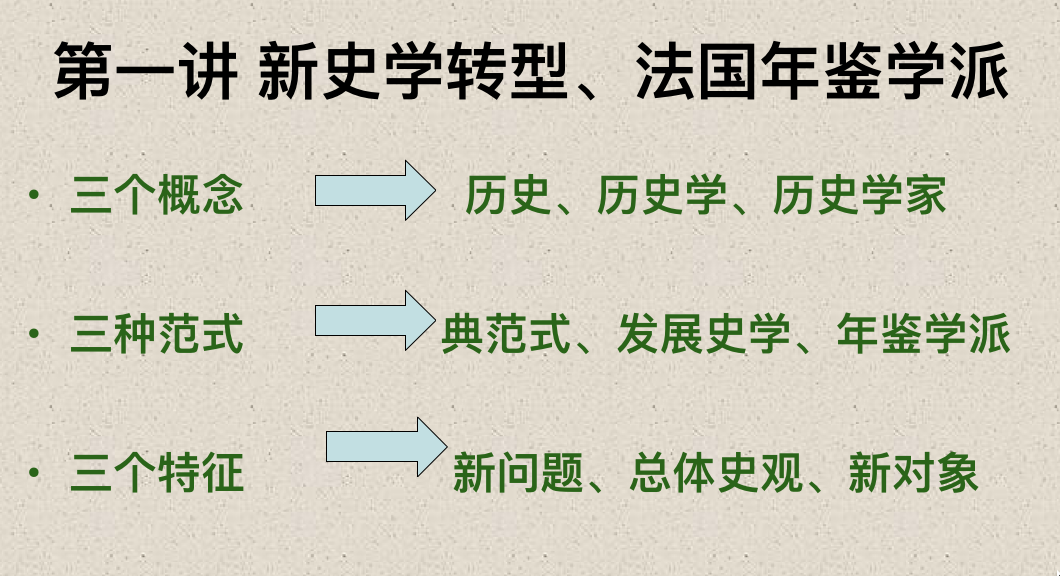 第一讲 新史学转型、法国年鉴学派
• 三个概念 历史、历史学、历史学家
• 三种范式 典范式、发展史学、年鉴学派
• 三个特征 新问题、总体史观、新对象